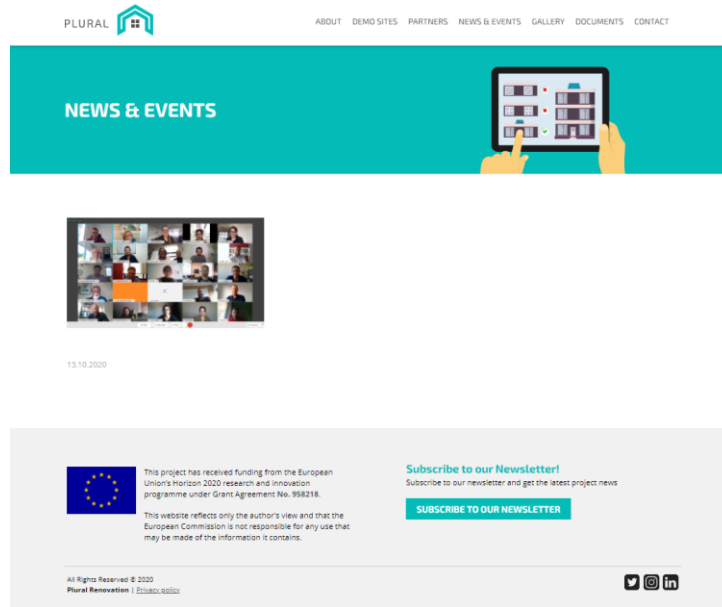 PLURAL
ABOUT DEMO SITES PARTNERS NEWS & EVENTS GALLERY DOCUMENTS CONTACT
NEWS & EVENTS
13.10.2020
This project has received funding from the European
Union's Horizon 2020 research and innovation
programme under Grant Agreement No. 958218.
This website reflects only the author's view and that the
European Commission is not responsible for any use that
may be made of the information it contains.
Subscribe to our Newsletter!
Subscribe to our newsletter and get the latest project news
SUBSCRIBE TO OUR NEWSLETTER
All Rights Reserved © 2020
Plural Renovation | Privacy policy
in